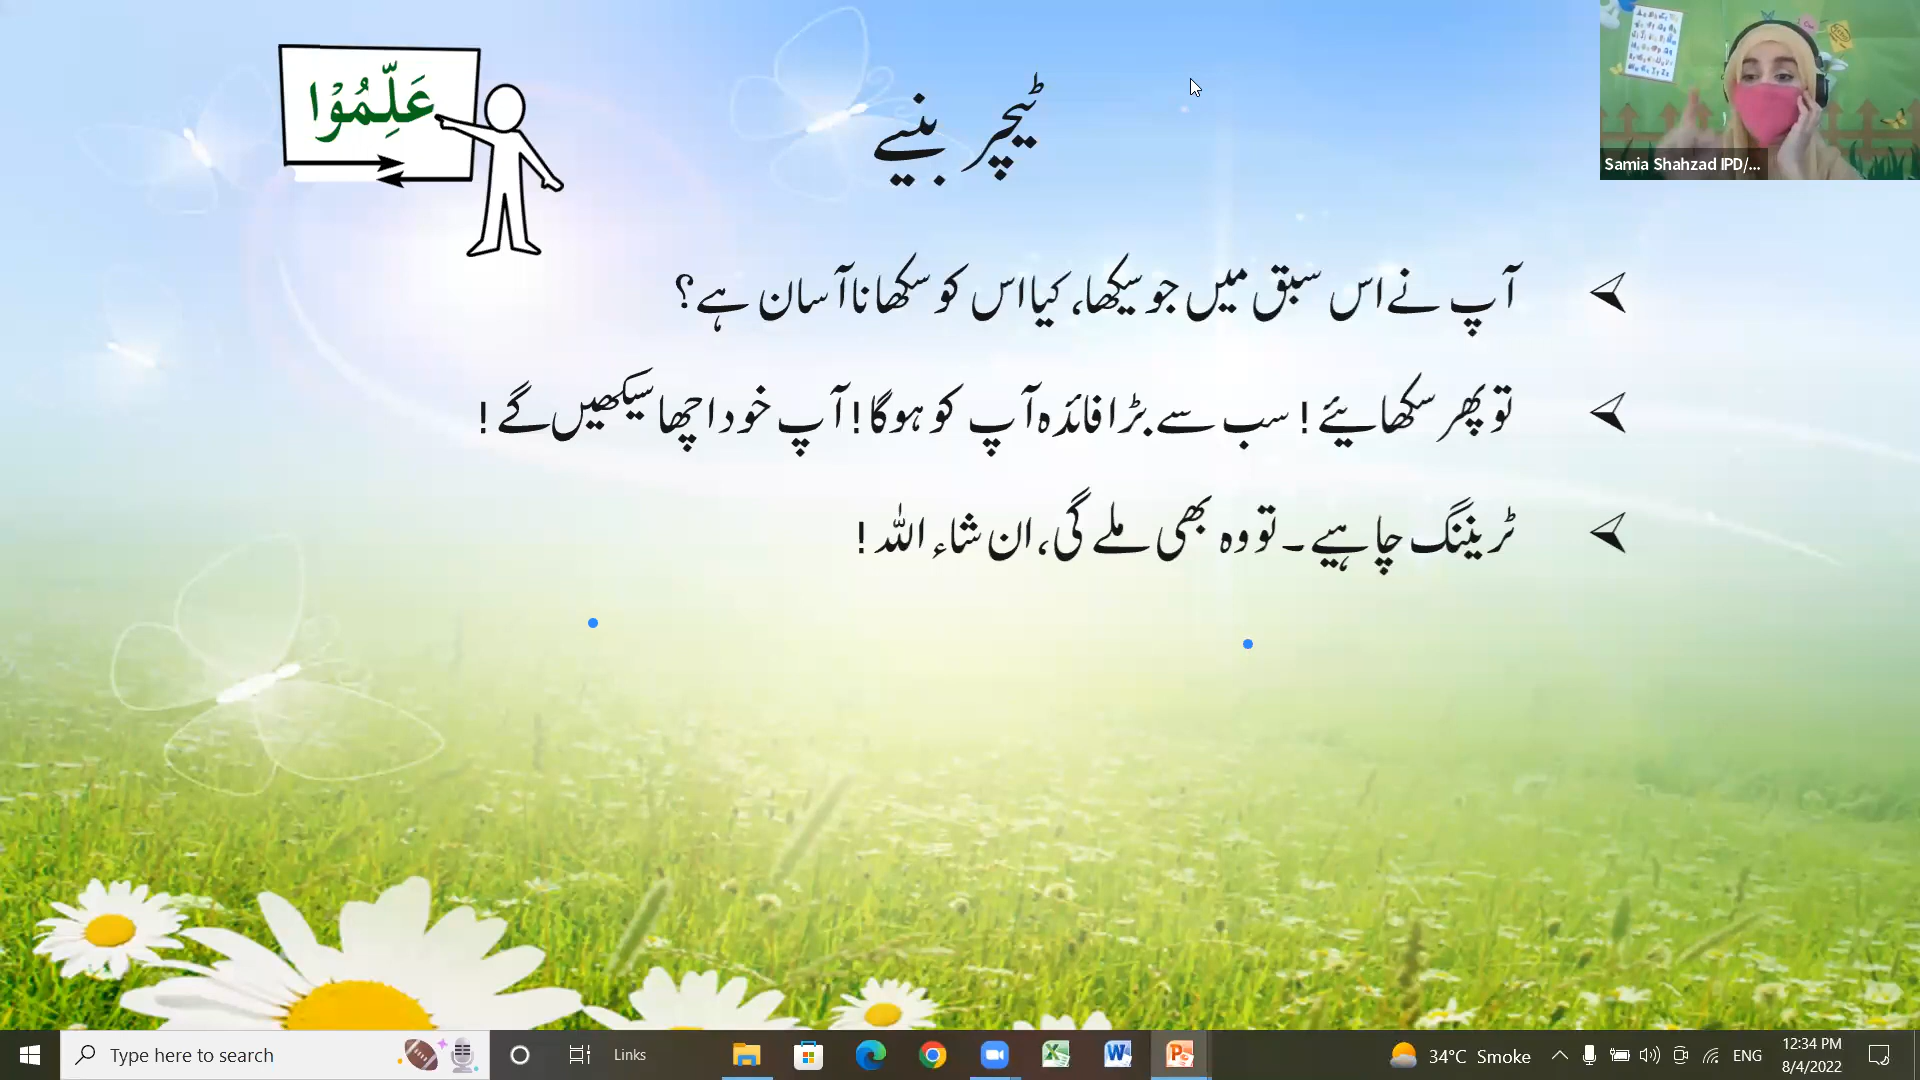 عَلِّمُوْا
ٹیچر بنیے
Samia Shahzad IPD/...
آپ نے اس سبق میں جو سیکھا، کیا اس کو سکھانا آسان ہے؟
تو پھر سکھایئے! سب سے بڑا فائدہ آپ کو ہوگا! آپ خود اچھا سیکھیں گے!
ٹریننگ چاہیے۔ تو وہ بھی ملے گی، ان شاء اللہ!
Type here to search
Links
34°C Smoke
ENG
12:34 PM
8/4/2022